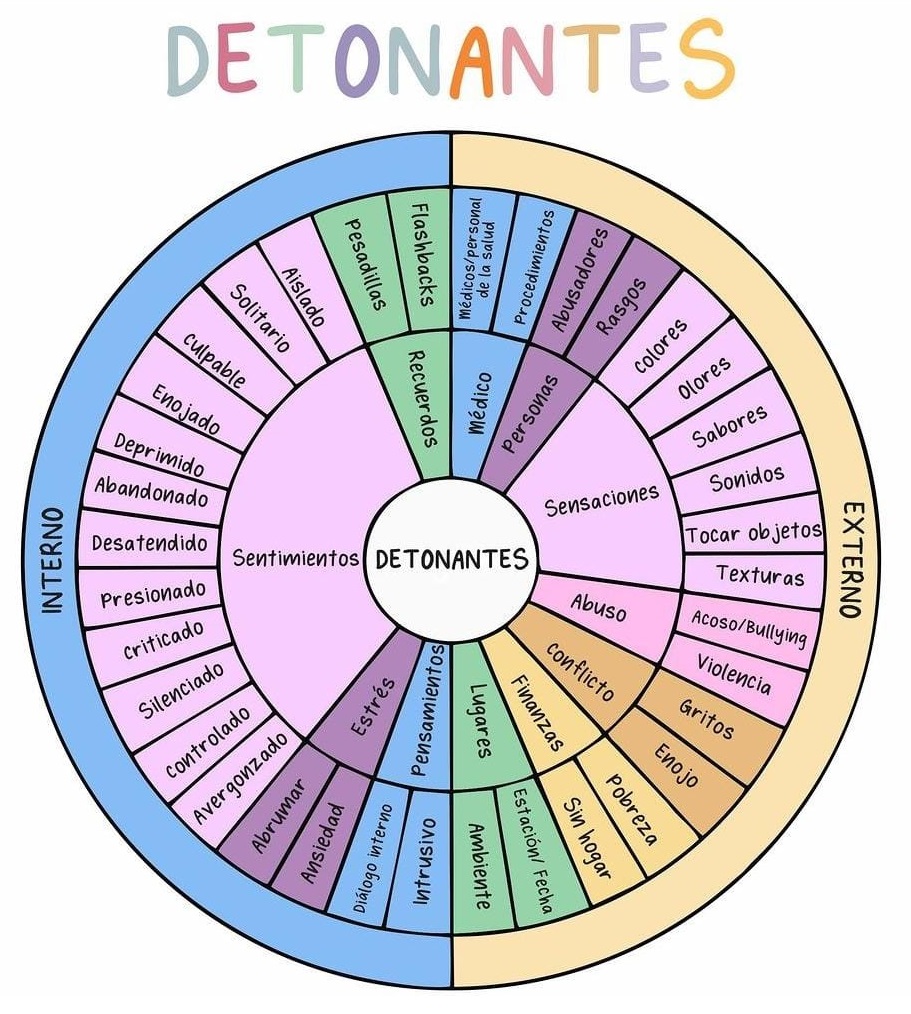 DETONANTES
INTERNO
EXTERNO
DETONANTES
Médico
Médicos/personal
de la salud
Procedimientos
Personas
Abusadores
Rasgos
Sensaciones
Colores
Olores
Sabores
Sonidos
Tocar objetos
Texturas
Abuso
Acoso/Bullying
Violencia
Conflicto
Gritos
Enojo
Finanzas
Pobreza
Sin hogar
Lugares
Estación/ Fecha
Ambiente
Pensamientos
Intrusivo
Diálogo interno
Estrés
Ansiedad
Abrumar
Sentimientos
Avergonzado
controlado
Silenciado
criticado
Presionado
Desatendido
Abandonado
Deprimido
Enojado
culpable
Solitario
Aislado
Recuerdos
Pesadillas
Flashbacks